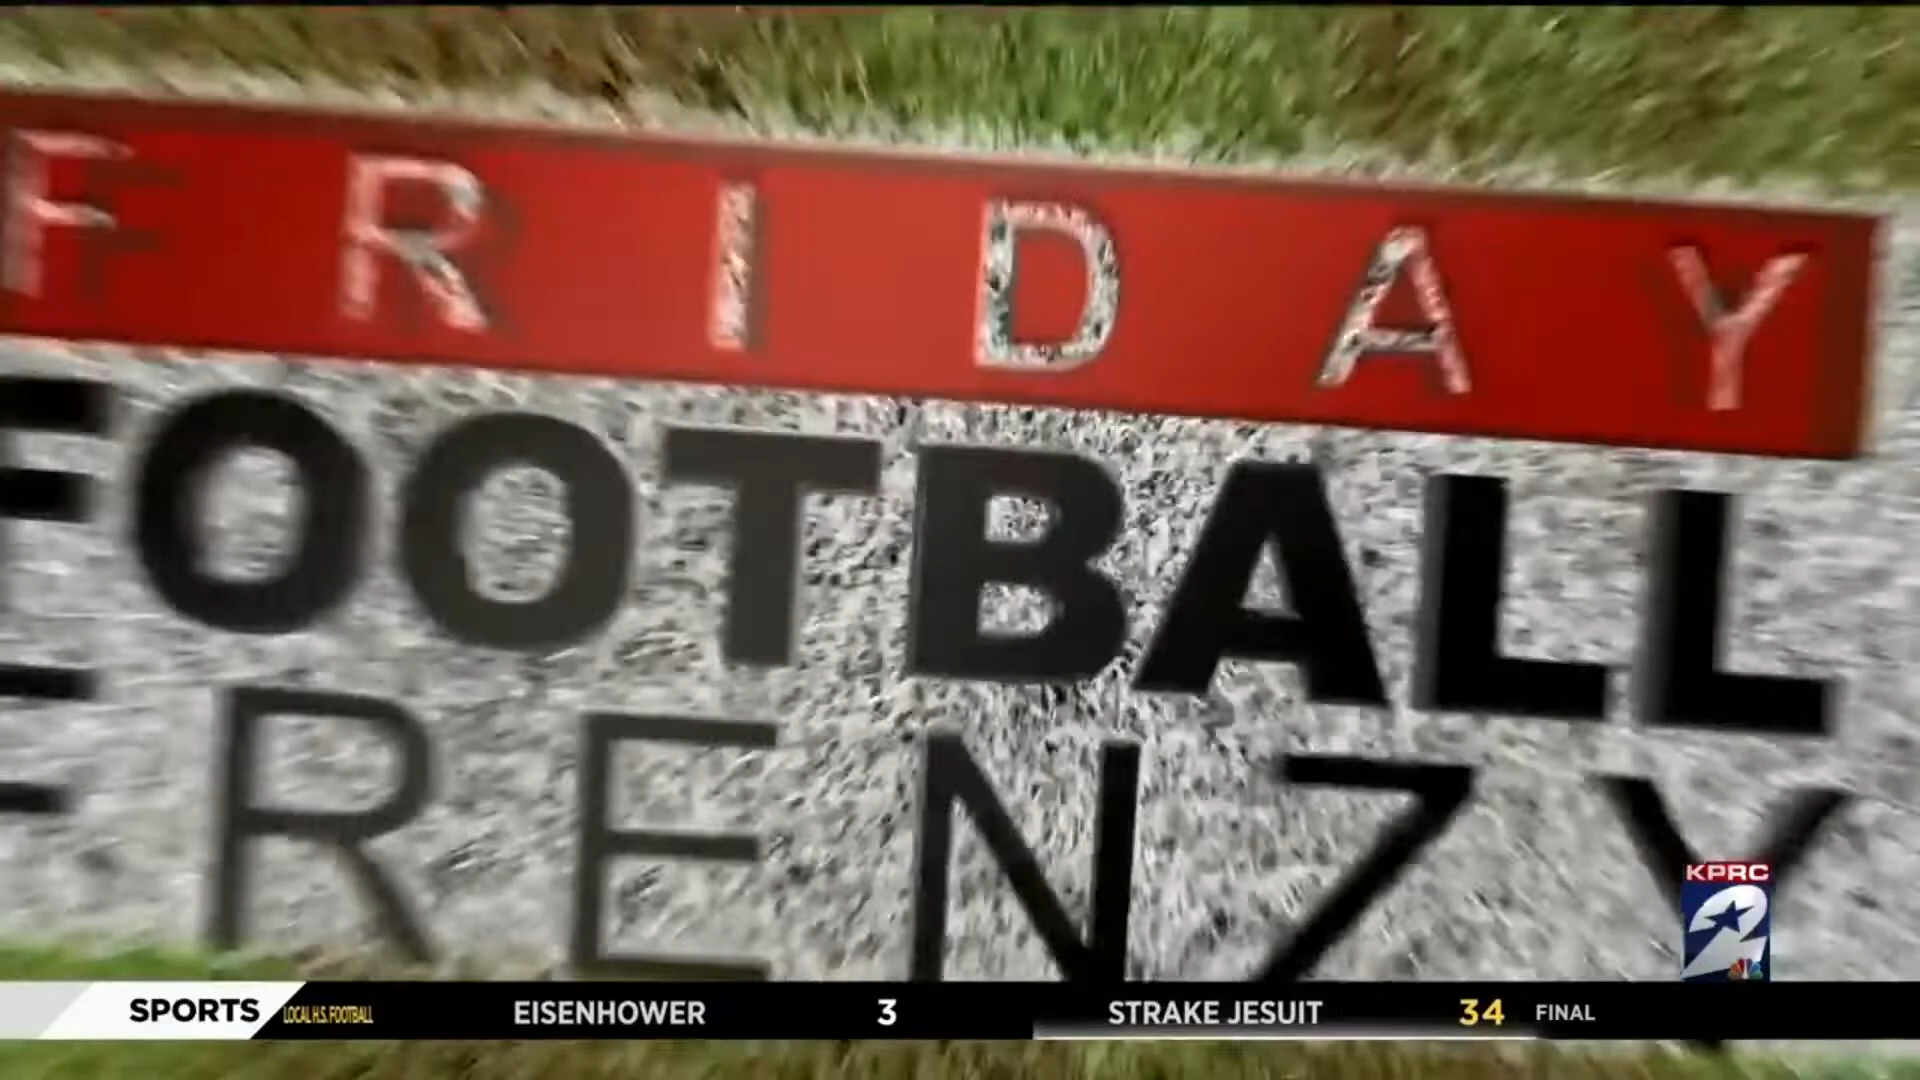 FRIDAY
FOOTBALL
FRENZY
KPRC
2
SPORTS LOCAL H.S. FOOTBALL EISENHOWER 3 STRAKE JESUIT 34 FINAL